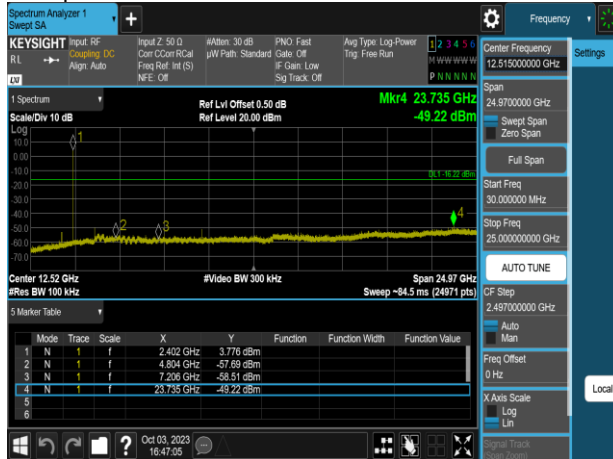 Spectrum Analyzer 1
Swept SA
Frequency
KEYSIGHT
RL
LXI
Input: RF
Coupling: DC
Align: Auto
Input Z: 50 Ω
Corr CCorr RCal
Freq Ref: Int (S)
NFE: Off
#Atten: 30 dB
µW Path: Standard
PNO: Fast
Gate: Off
IF Gain: Low
Sig Track: Off
Avg Type: Log-Power
Trig: Free Run
1 2 3 4 5 6
M W W W W W
P N N N N N
1 Spectrum
Scale/Div 10 dB
Ref Lvl Offset 0.50 dB
Ref Level 20.00 dBm
Mkr4 23.735 GHz
-49.22 dBm
Log
10.0
0.00
-10.0
-20.0
-30.0
-40.0
-50.0
-60.0
-70.0
1
2
3
4
DL1 -16.22 dBm
Center 12.52 GHz
#Res BW 100 kHz
#Video BW 300 kHz
Span 24.97 GHz
Sweep ~84.5 ms (24971 pts)
5 Marker Table
Mode Trace Scale X Y Function Function Width Function Value
1 N 1 f 2.402 GHz 3.776 dBm
2 N 1 f 4.804 GHz -57.69 dBm
3 N 1 f 7.206 GHz -58.51 dBm
4 N 1 f 23.735 GHz -49.22 dBm
5
6
?
Oct 03, 2023
16:47:05
Center Frequency
12.515000000 GHz
Settings
Span
24.9700000 GHz
Swept Span
Zero Span
Full Span
Start Freq
30.000000 MHz
Stop Freq
25.000000000 GHz
AUTO TUNE
CF Step
2.497000000 GHz
Auto
Man
Freq Offset
0 Hz
Local
X Axis Scale
Log
Lin
Signal Track
(Span Zoom)